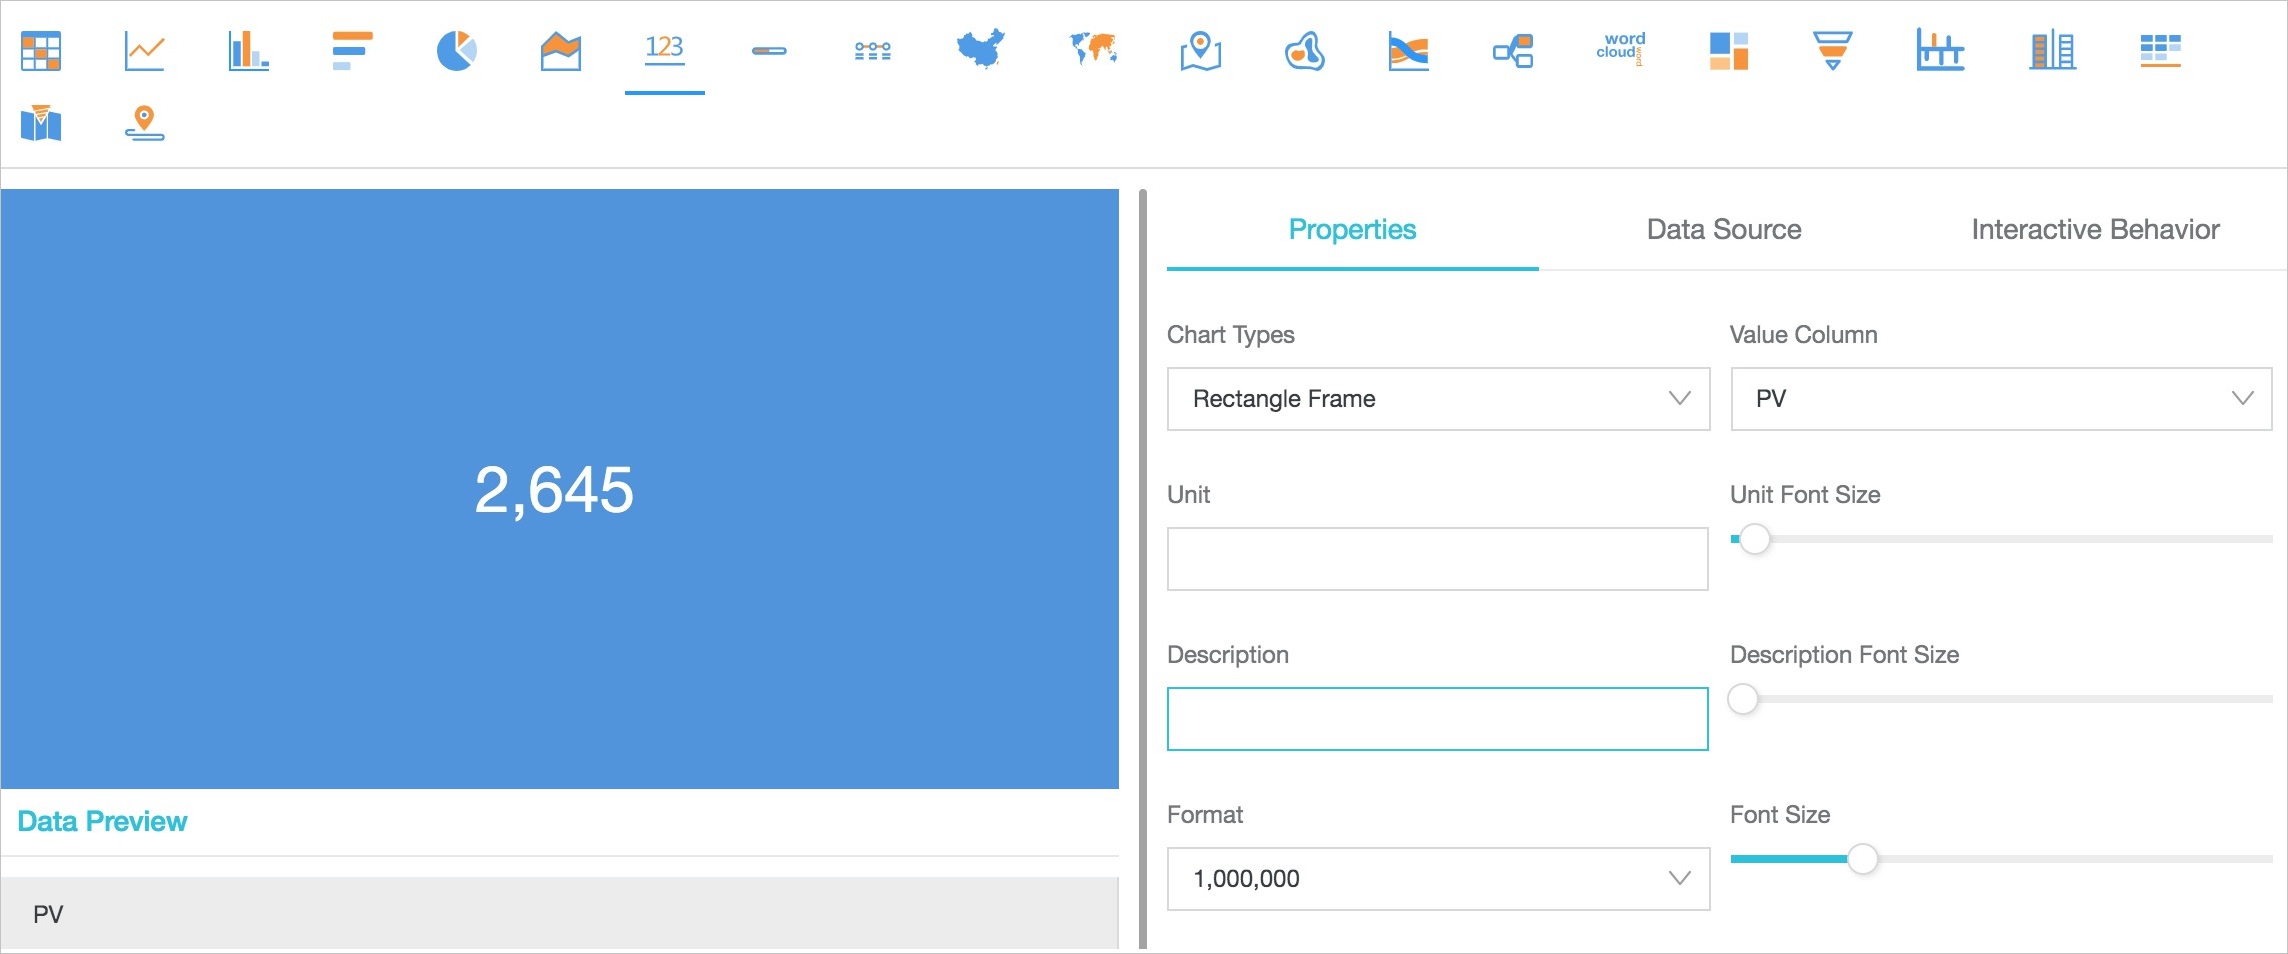 123
word
cloud
word
Properties
Data Source
Interactive Behavior
2,645
Chart Types
Value Column
Rectangle Frame
PV
Unit
Unit Font Size
Description
Description Font Size
Format
Font Size
1,000,000
Data Preview
PV